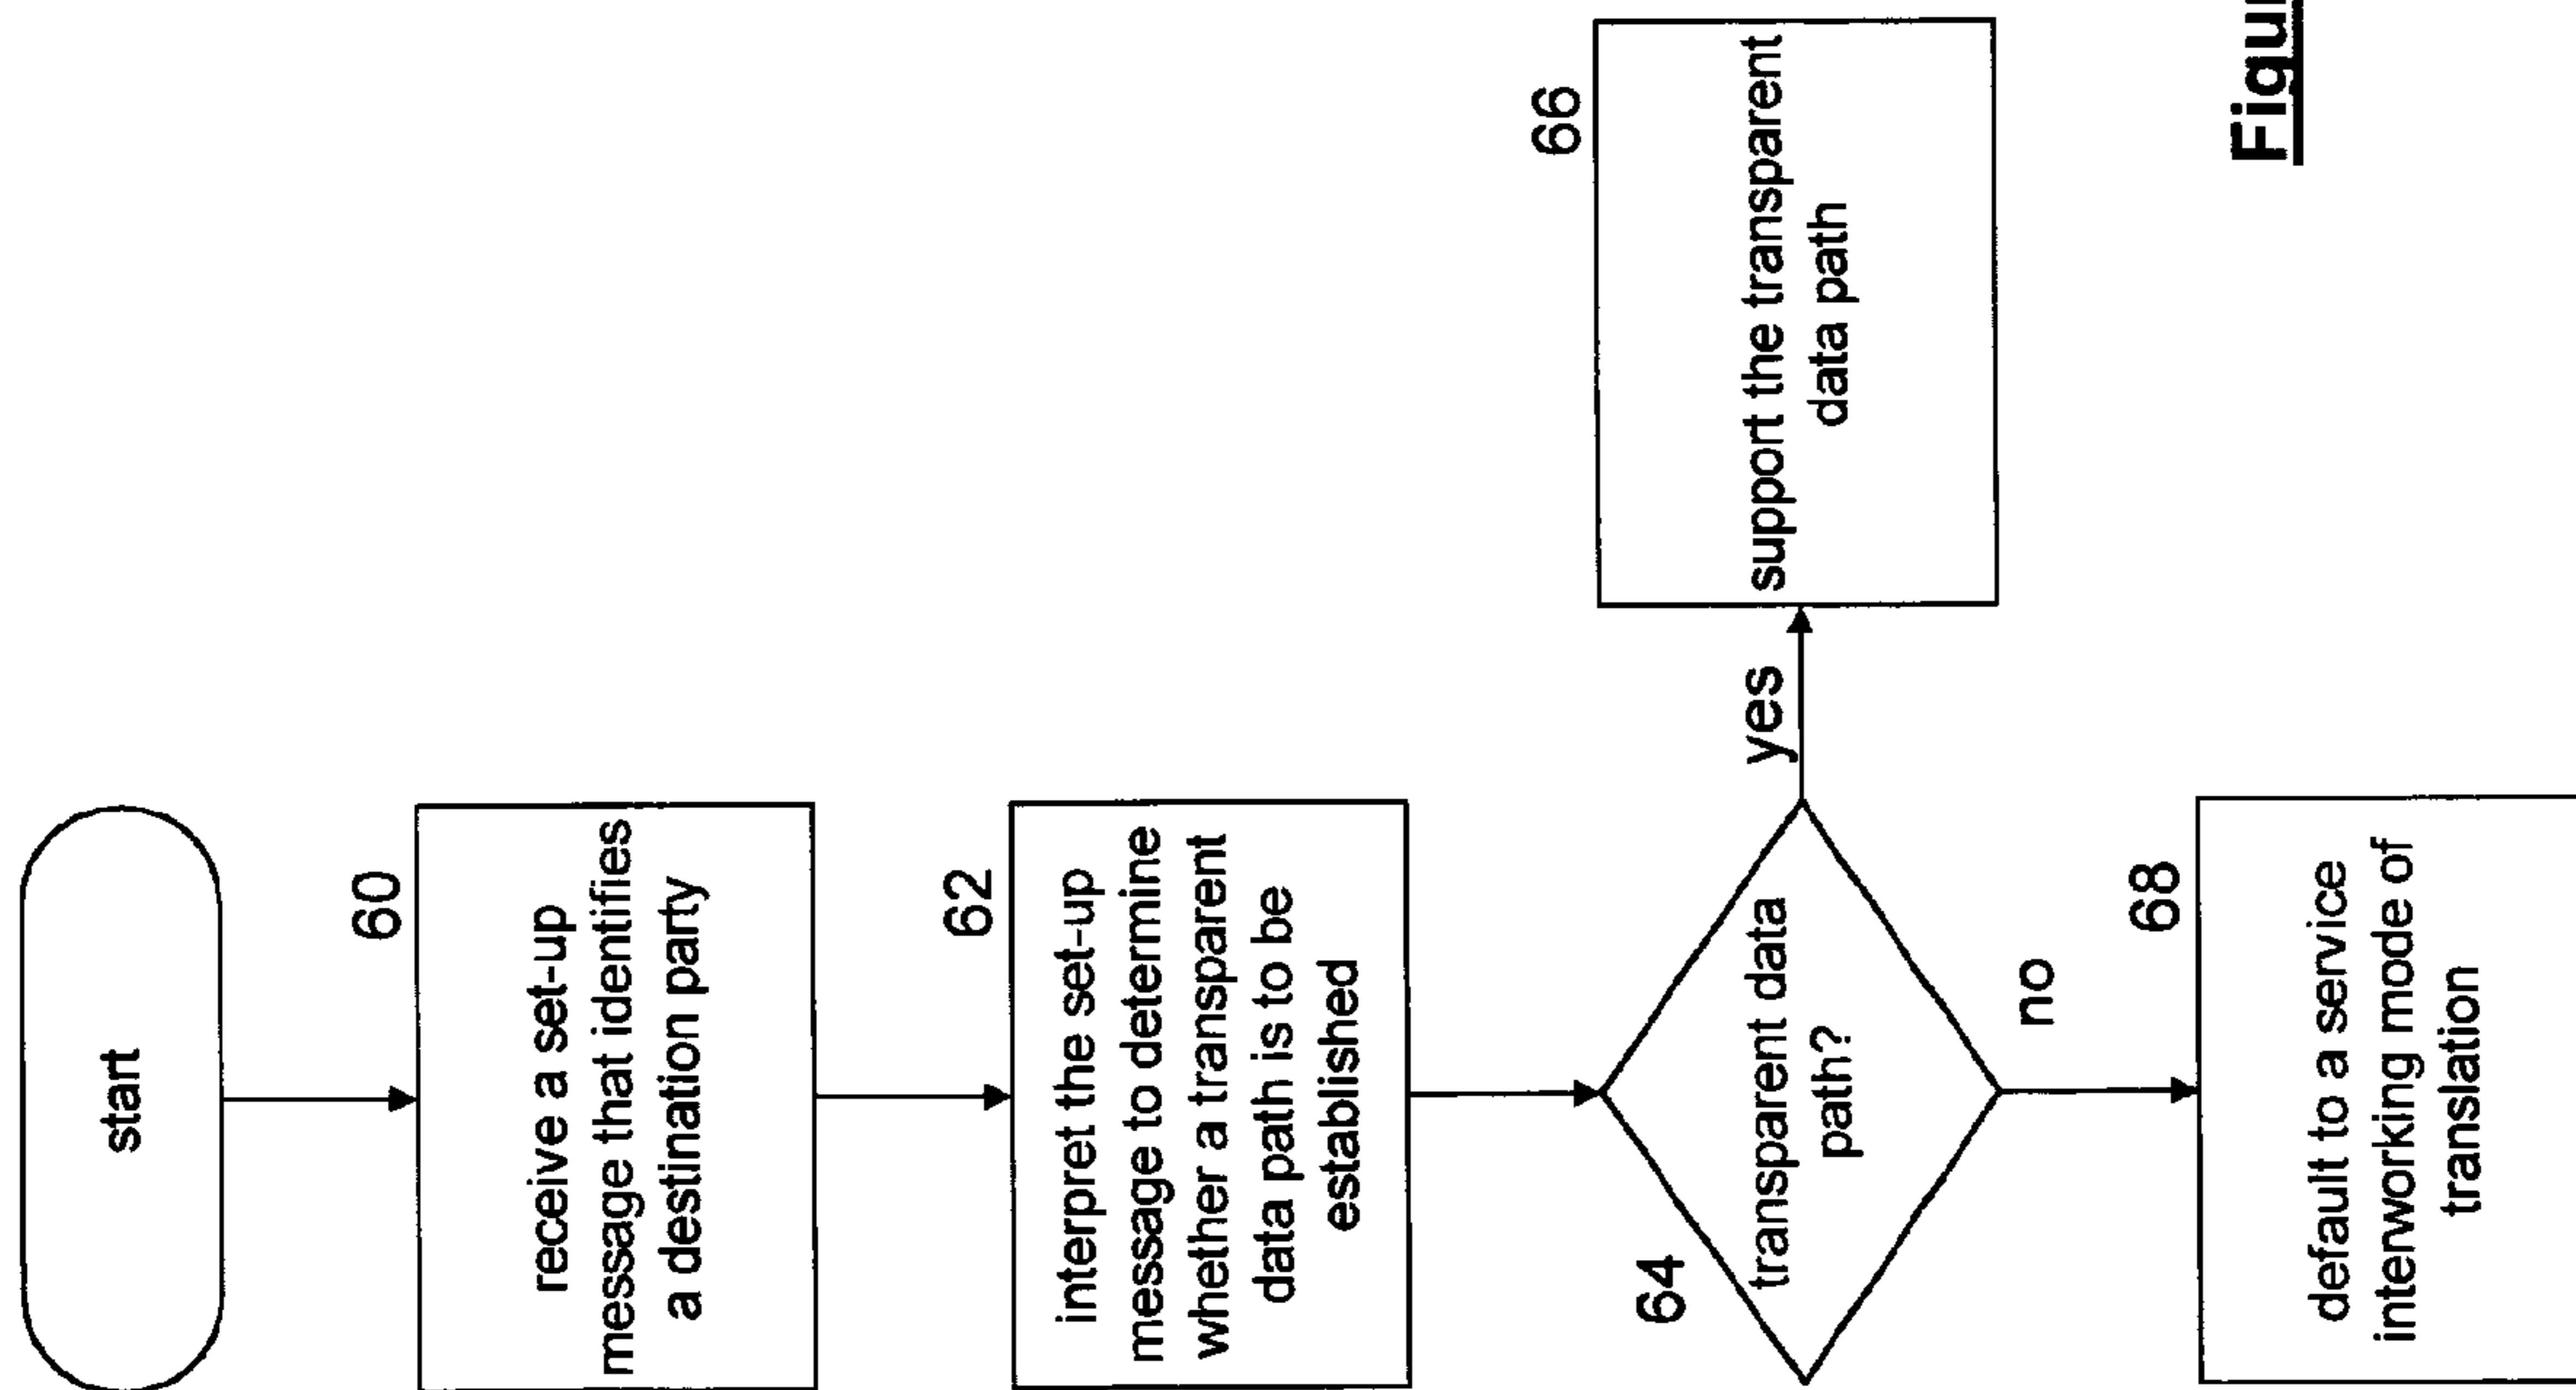 start
60
receive a set-up
message that identifies
a destination party
62
interpret the set-up
message to determine
whether a transparent
data path is to be
established
64
transparent data
path?
yes
66
support the transparent
data path
no
68
default to a service
interworking mode of
translation